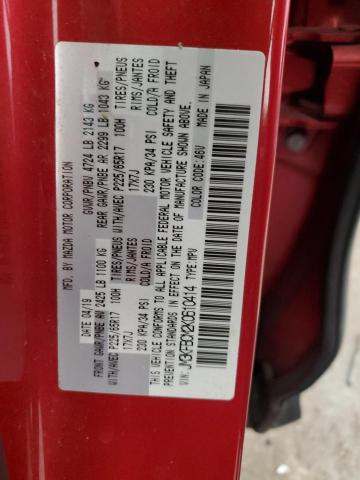 MFD. BY MAZDA MOTOR CORPORATION
DATE 04/19 GVWR/PNBV 4724 LB 2143 KG
FRONT GAWR/PNBE AV 2425 LB 1100 KG REAR GAWR/PNBE AR 2299 LB 1043 KG
WITH/AVEC P225/65R17 100H TIRES/PNEUS WITH/AVEC P225/65R17 100H TIRES/PNEUS
17X7J RIMS/JANTES 17X7J RIMS/JANTES
230 KPA/34 PSI COLD/A FROID 230 KPA/34 PSI COLD/A FROID
THIS VEHICLE CONFORMS TO ALL APPLICABLE FEDERAL MOTOR VEHICLE SAFETY AND THEFT
PREVENTION STANDARDS IN EFFECT ON THE DATE OF MANUFACTURE SHOWN ABOVE.
VIN: JM3KFBCM2K0610414 TYPE:MPV COLOR CODE:46V MADE IN JAPAN